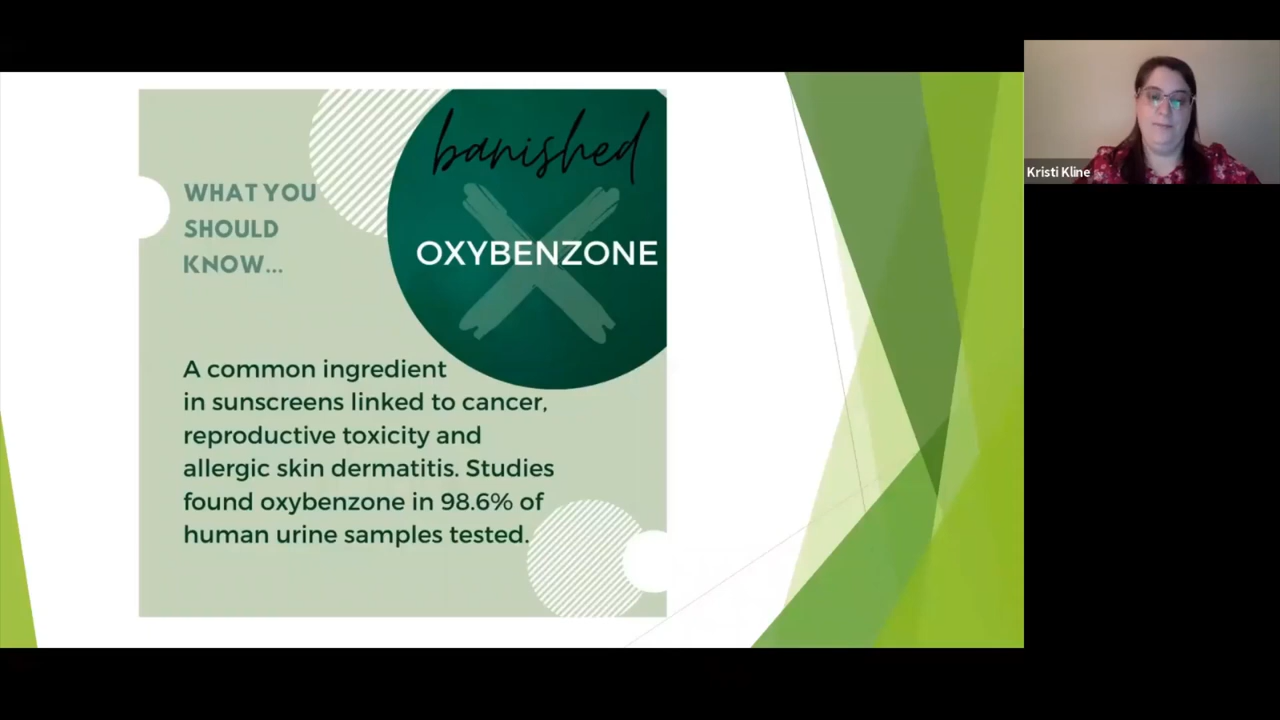 banished
OXYBENZONE
WHAT YOU
SHOULD
KNOW...
A common ingredient
in sunscreens linked to cancer,
reproductive toxicity and
allergic skin dermatitis. Studies
found oxybenzone in 98.6% of
human urine samples tested.
Kristi Kline